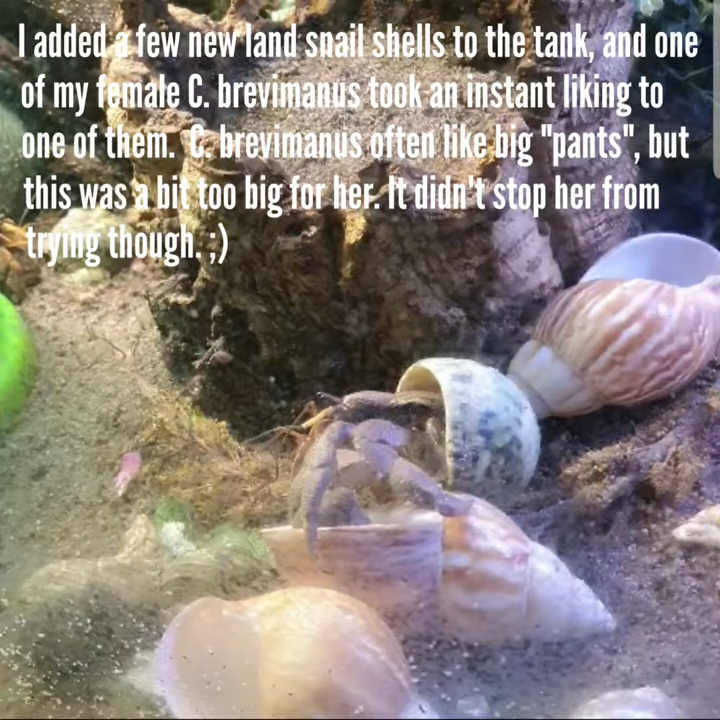 I added a few new land snail shells to the tank, and one
of my female C. brevimanus took an instant liking to
one of them.  C. brevimanus often like big "pants", but
this was a bit too big for her. It didn't stop her from
trying though. ;)